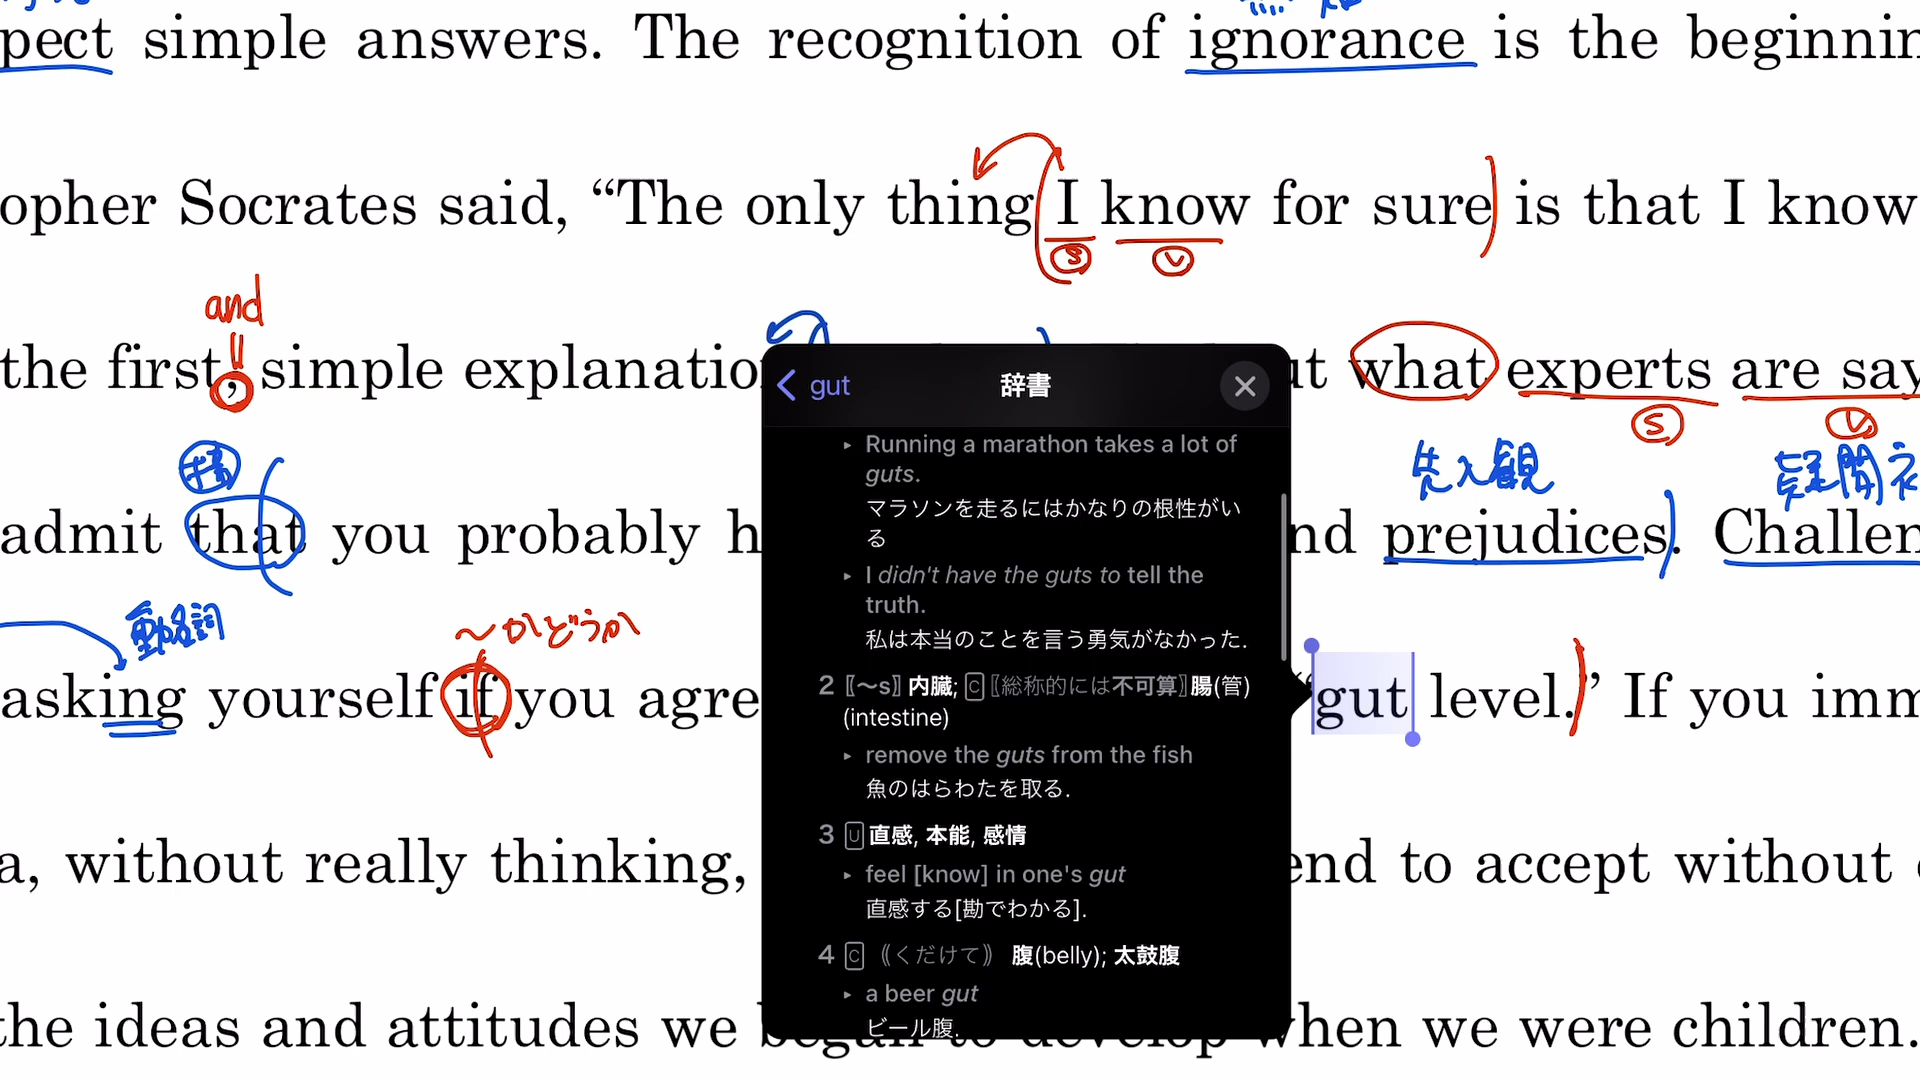 pect simple answers. The recognition of ignorance is the beginnin
opher Socrates said, “The only thing I know for sure is that I know
S V
and
the first, simple explanatio ut what experts are say
S V
先入観
admit that you probably h nd prejudices. Challen
動名詞
〜かどうか
asking yourself if you agre “gut level.” If you imm
a, without really thinking, end to accept without
the ideas and attitudes we began to develop when we were children.
gut 辞書
▸ Running a marathon takes a lot of
guts.
マラソンを走るにはかなりの根性がい
る
▸ I didn't have the guts to tell the
truth.
私は本当のことを言う勇気がなかった.
2 〖〜s〗内臓; C〖総称的には不可算〗腸(管)
(intestine)
▸ remove the guts from the fish
魚のはらわたを取る.
3 U 直感, 本能, 感情
▸ feel [know] in one's gut
直感する[勘でわかる].
4 C ⸨くだけて⸩ 腹(belly); 太鼓腹
▸ a beer gut
ビール腹.